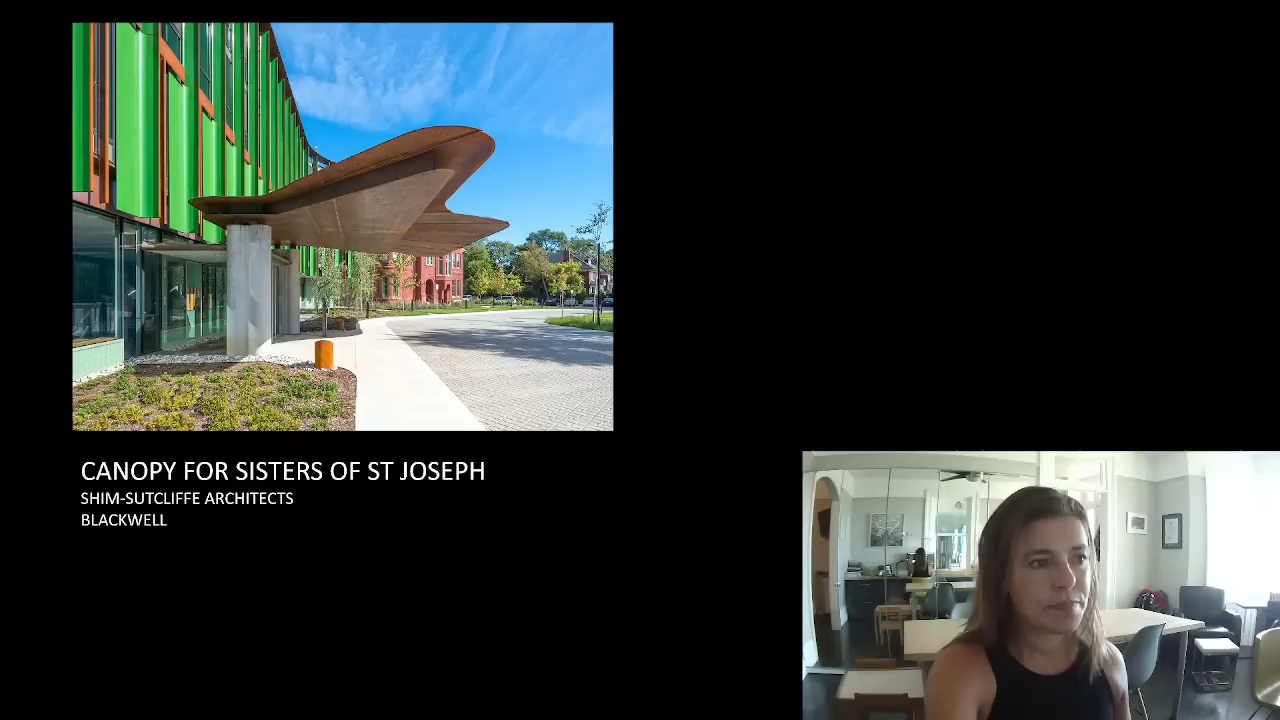 CANOPY FOR SISTERS OF ST JOSEPH
SHIM-SUTCLIFFE ARCHITECTS
BLACKWELL